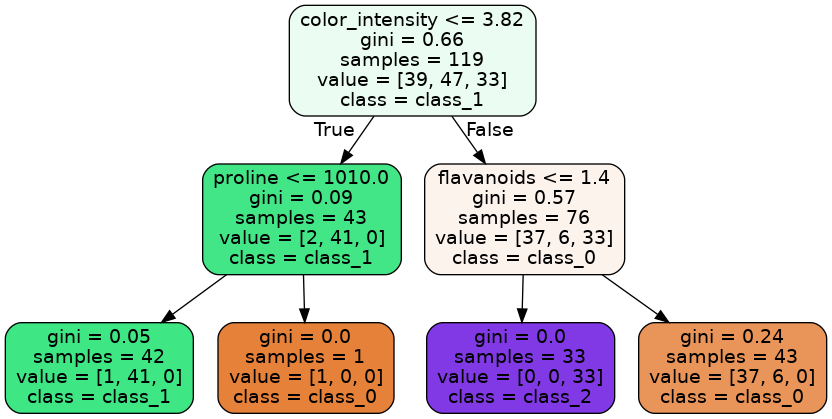 color_intensity <= 3.82
gini = 0.66
samples = 119
value = [39, 47, 33]
class = class_1
True
False
proline <= 1010.0
gini = 0.09
samples = 43
value = [2, 41, 0]
class = class_1
flavanoids <= 1.4
gini = 0.57
samples = 76
value = [37, 6, 33]
class = class_0
gini = 0.05
samples = 42
value = [1, 41, 0]
class = class_1
gini = 0.0
samples = 1
value = [1, 0, 0]
class = class_0
gini = 0.0
samples = 33
value = [0, 0, 33]
class = class_2
gini = 0.24
samples = 43
value = [37, 6, 0]
class = class_0